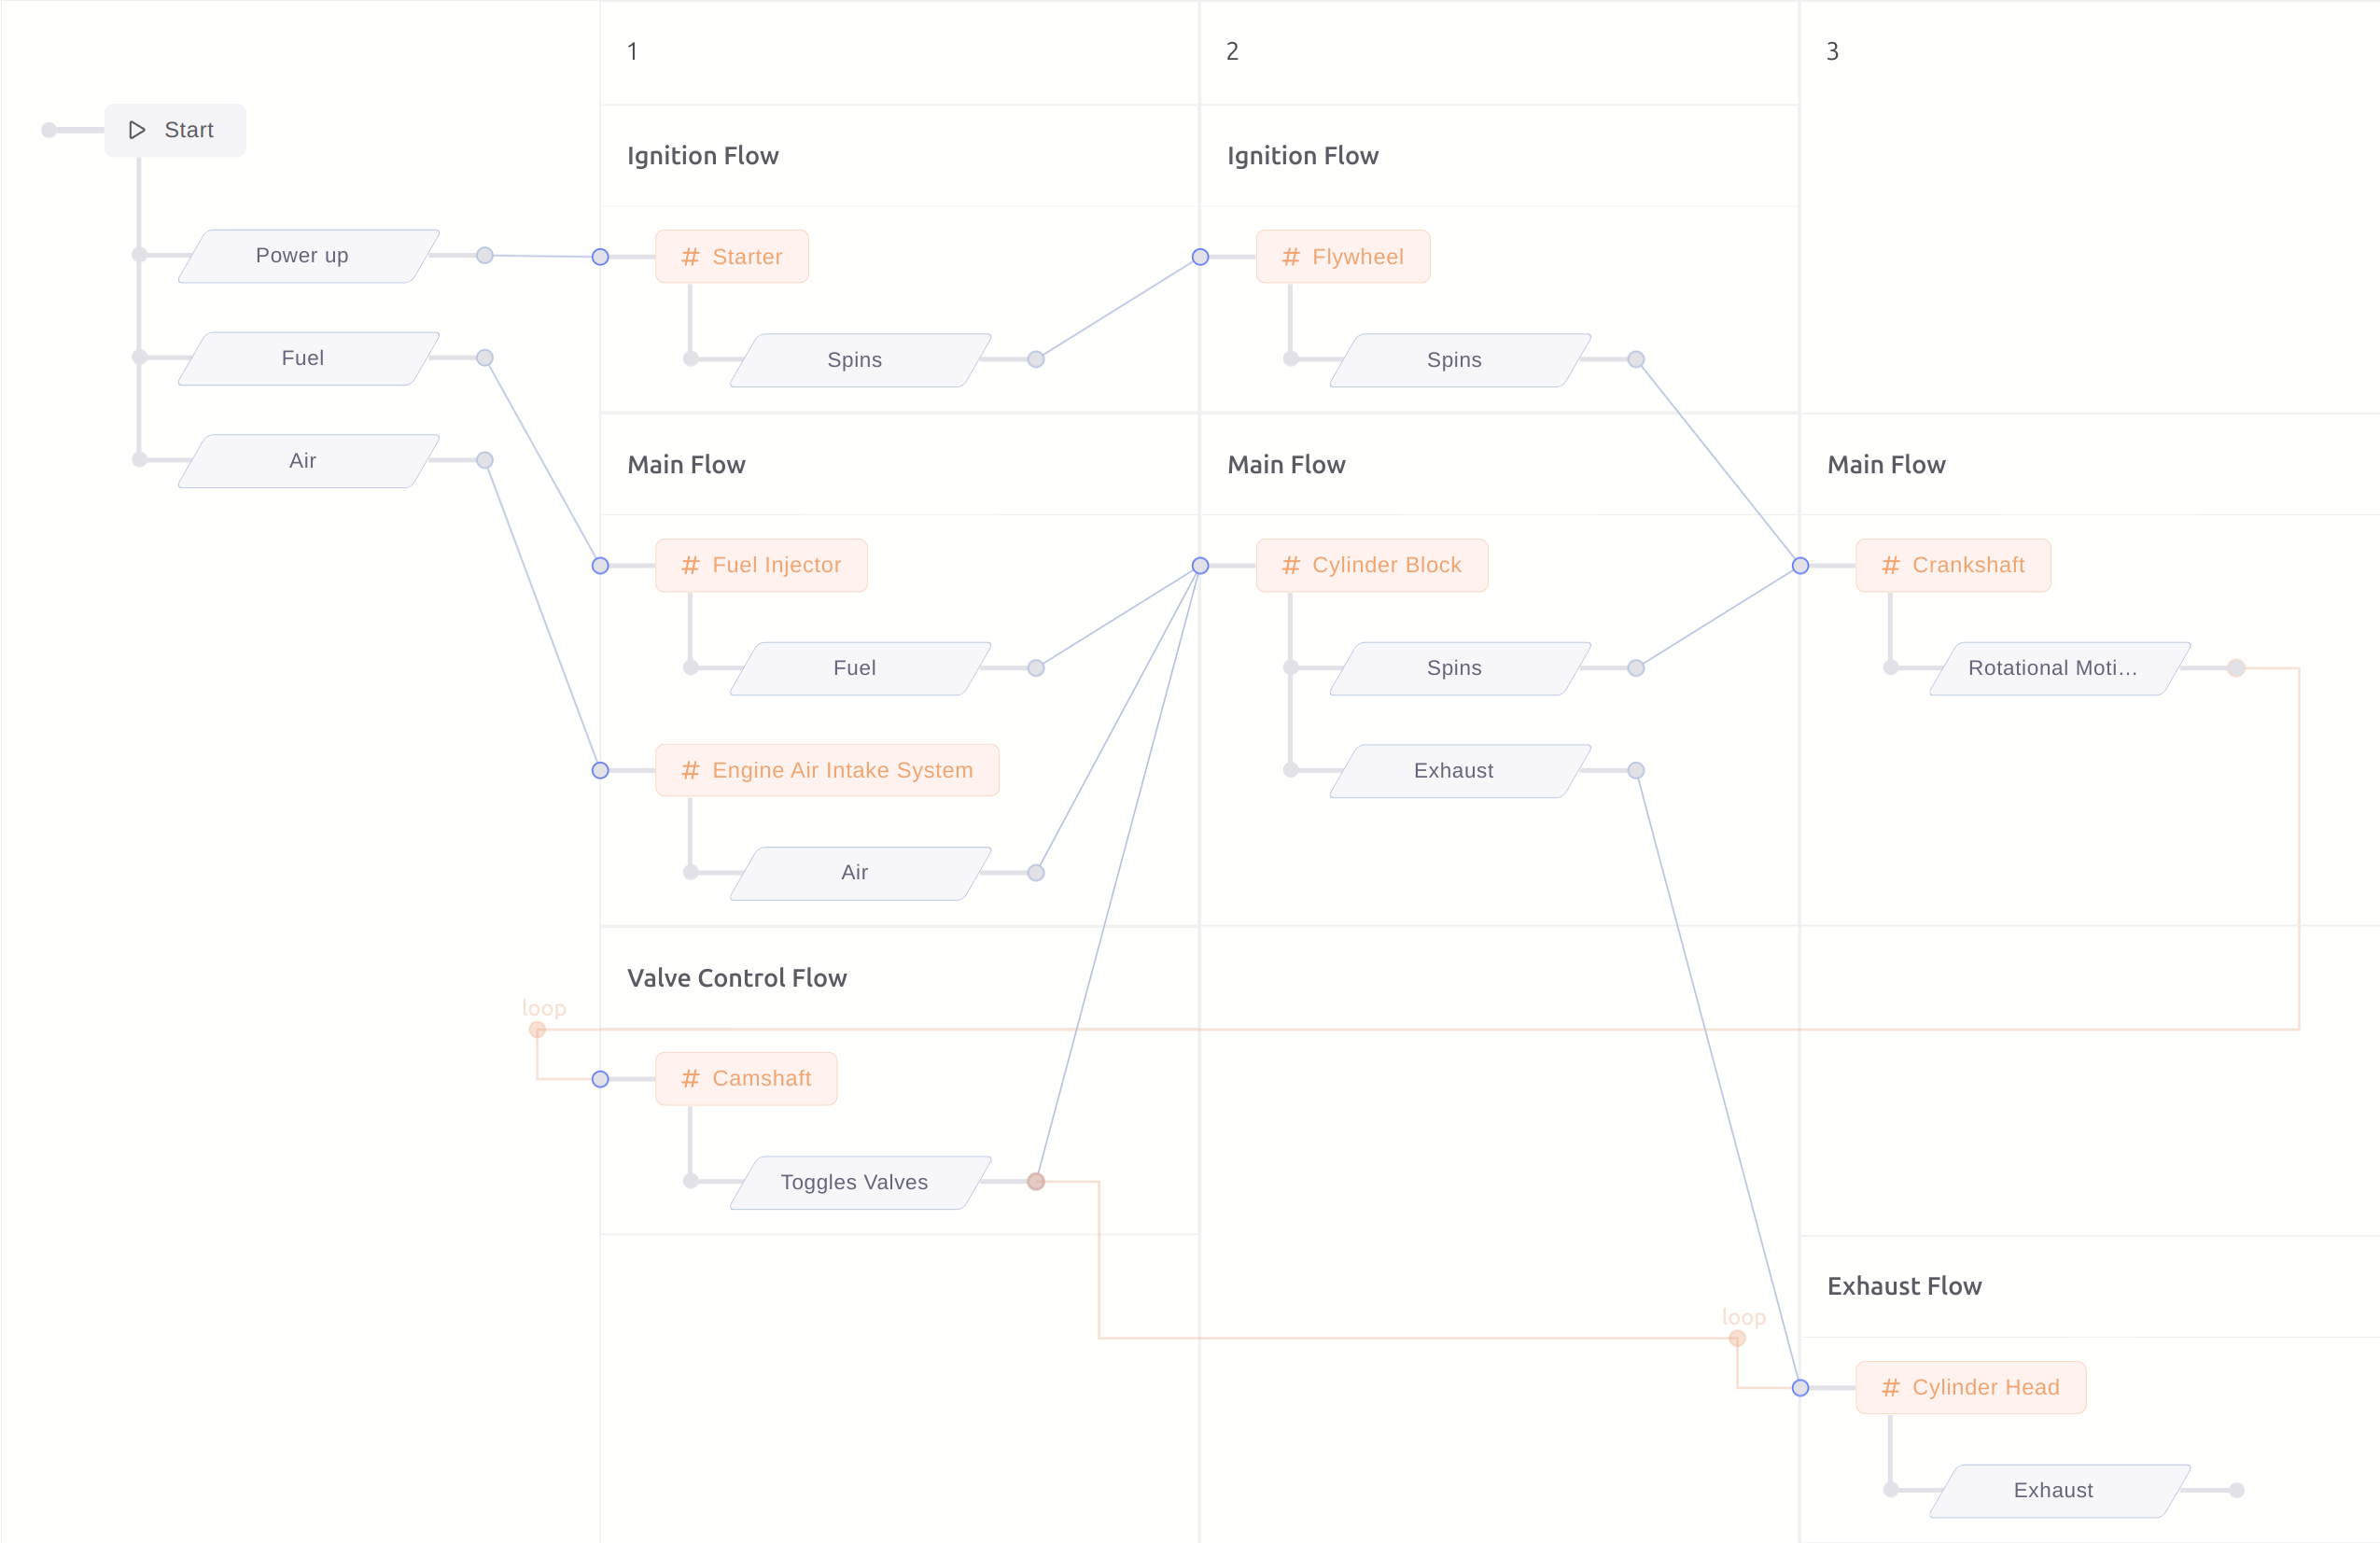 1
2
3
Start
Ignition Flow
Ignition Flow
Power up
# Starter
# Flywheel
Fuel
Spins
Spins
Air
Main Flow
Main Flow
Main Flow
# Fuel Injector
# Cylinder Block
# Crankshaft
Fuel
Spins
Rotational Moti...
# Engine Air Intake System
Exhaust
Air
Valve Control Flow
loop
# Camshaft
Toggles Valves
Exhaust Flow
loop
# Cylinder Head
Exhaust